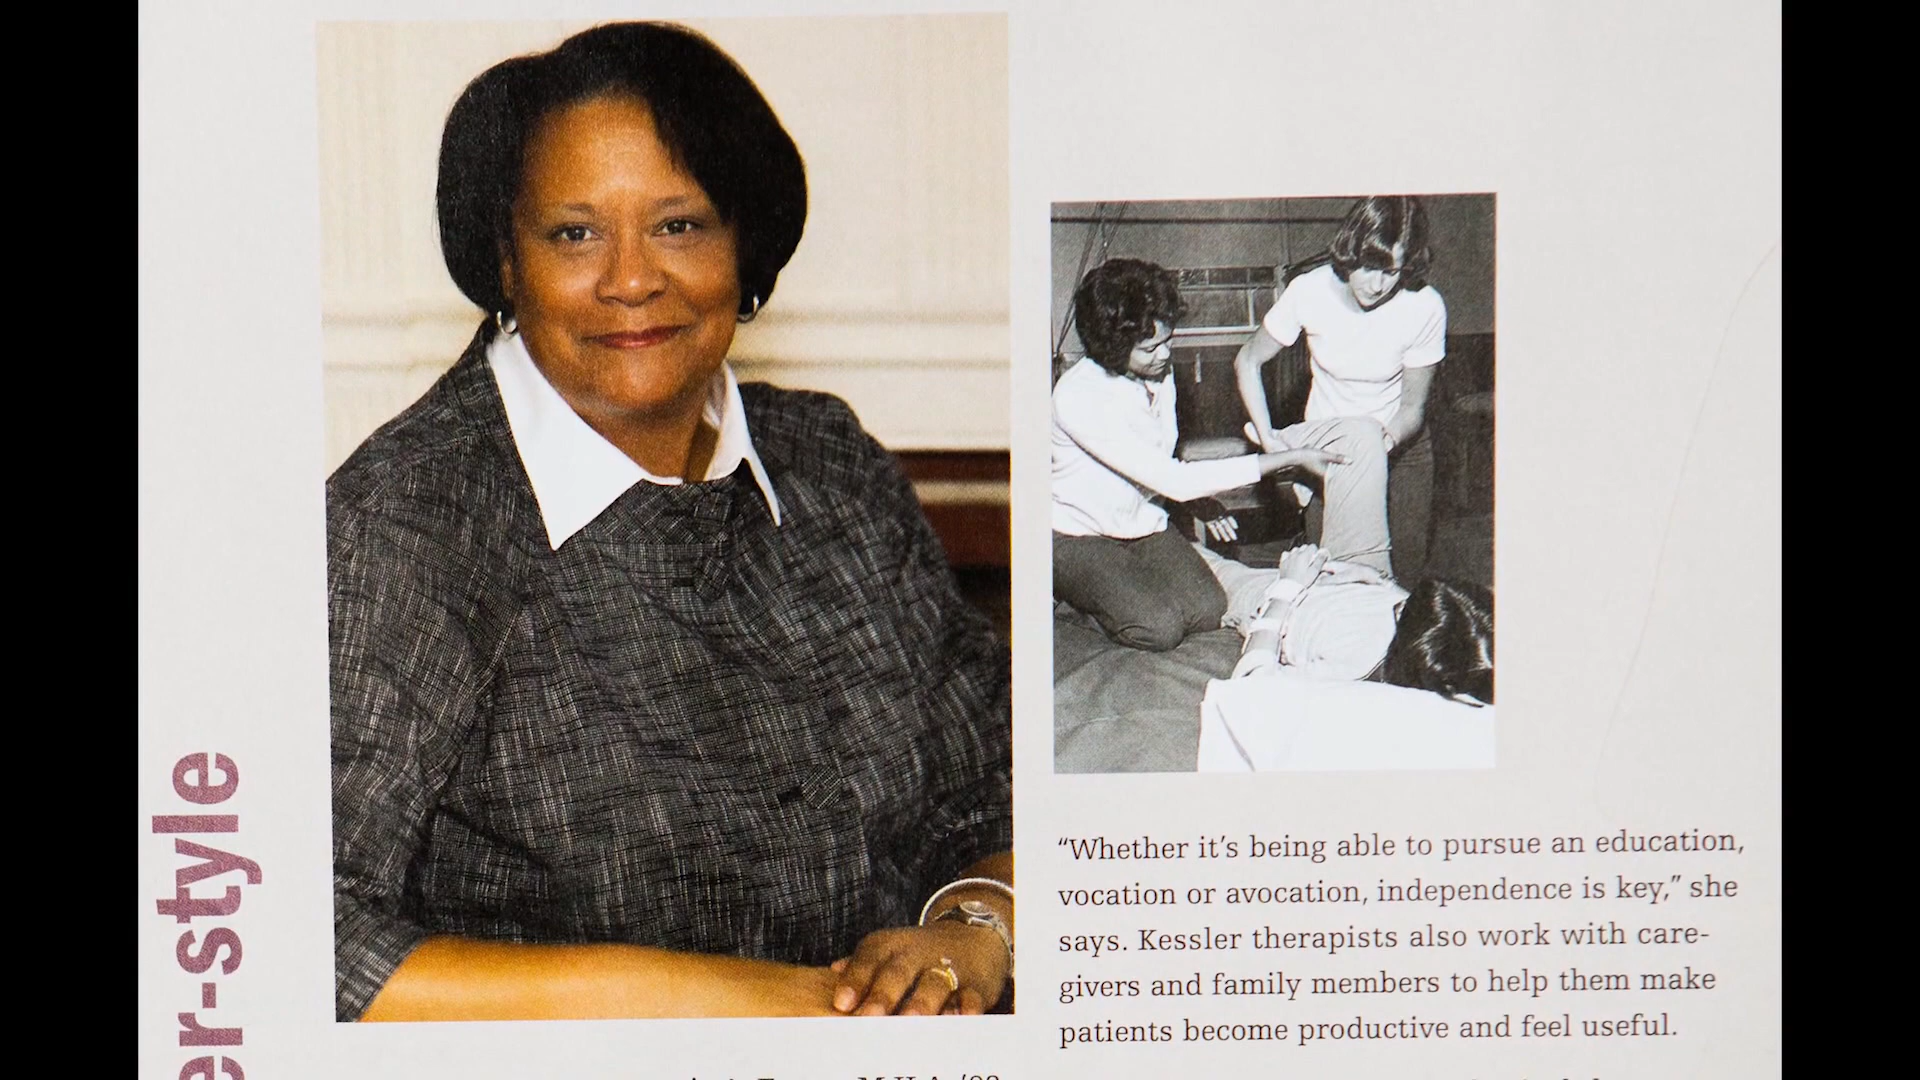 er-style
“Whether it’s being able to pursue an education,
vocation or avocation, independence is key,” she
says. Kessler therapists also work with care-
givers and family members to help them make
patients become productive and feel useful.